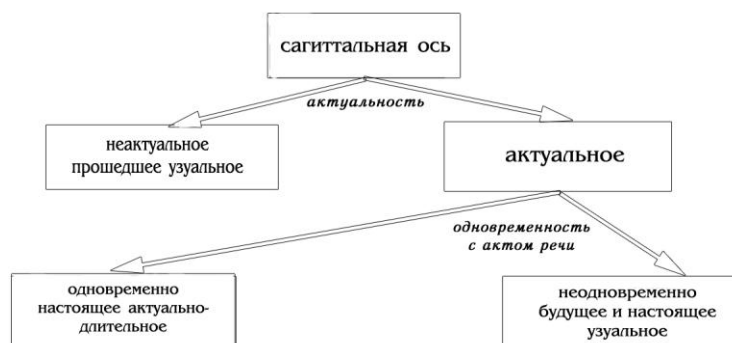 сагиттальная ось
актуальность
неактуальное
прошедшее узуальное
актуальное
одновременность
с актом речи
одновременно
настоящее актуально-
длительное
неодновременно
будущее и настоящее
узуальное